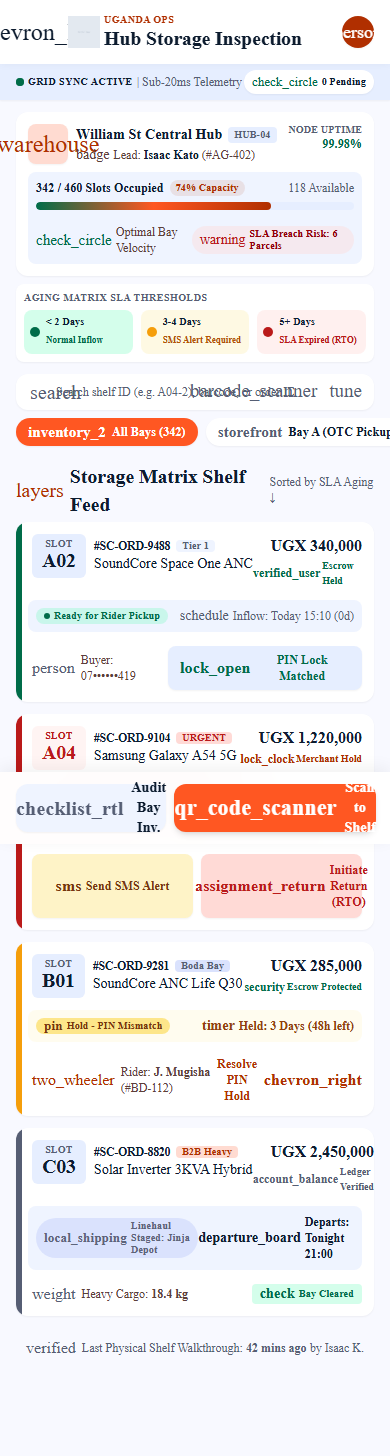 UGANDA OPS
evron_
Hub Storage Inspection
erso
GRID SYNC ACTIVE | Sub-20ms Telemetry check_circle 0 Pending
warehouse
William St Central Hub HUB-04
badge Lead: Isaac Kato (#AG-402)
NODE UPTIME
99.98%
342 / 460 Slots Occupied 74% Capacity 118 Available
check_circle Optimal Bay Velocity
warning SLA Breach Risk: 6 Parcels
AGING MATRIX SLA THRESHOLDS
< 2 Days
Normal Inflow
3-4 Days
SMS Alert Required
5+ Days
SLA Expired (RTO)
search
Search shelf ID (e.g. A04-2), barcode, or order ID
barcode_scanner tune
inventory_2 All Bays (342)
storefront Bay A (OTC Pickup
layers
Storage Matrix Shelf
Feed
Sorted by SLA Aging
↓
SLOT
A02
#SC-ORD-9488 Tier 1
SoundCore Space One ANC
UGX 340,000
verified_user Escrow Held
Ready for Rider Pickup
schedule Inflow: Today 15:10 (0d)
person Buyer:
07••••••419
lock_open PIN Lock Matched
SLOT
A04
#SC-ORD-9104 URGENT
Samsung Galaxy A54 5G
UGX 1,220,000
lock_clock Merchant Hold
checklist_rtl Audit Bay Inv.
qr_code_scanner Scan to Shelf
sms Send SMS Alert
assignment_return Initiate Return (RTO)
SLOT
B01
#SC-ORD-9281 Boda Bay
SoundCore ANC Life Q30
UGX 285,000
security Escrow Protected
pin Hold - PIN Mismatch
timer Held: 3 Days (48h left)
two_wheeler Rider: J. Mugisha
(#BD-112)
Resolve PIN Hold chevron_right
SLOT
C03
#SC-ORD-8820 B2B Heavy
Solar Inverter 3KVA Hybrid
UGX 2,450,000
account_balance Ledger Verified
local_shipping Linehaul Staged: Jinja Depot
departure_board Departs: Tonight 21:00
weight Heavy Cargo: 18.4 kg
check Bay Cleared
verified Last Physical Shelf Walkthrough: 42 mins ago by Isaac K.